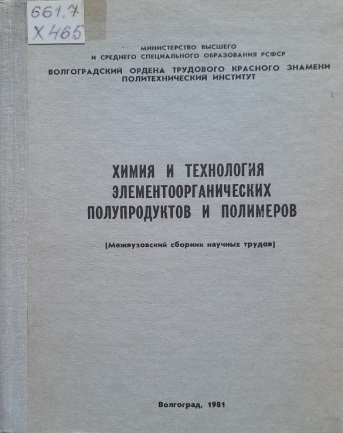 661.7
Х465
МИНИСТЕРСТВО ВЫСШЕГО
И СРЕДНЕГО СПЕЦИАЛЬНОГО ОБРАЗОВАНИЯ РСФСР
ВОЛГОГРАДСКИЙ ОРДЕНА ТРУДОВОГО КРАСНОГО ЗНАМЕНИ
ПОЛИТЕХНИЧЕСКИЙ ИНСТИТУТ
ХИМИЯ И ТЕХНОЛОГИЯ
ЭЛЕМЕНТООРГАНИЧЕСКИХ
ПОЛУПРОДУКТОВ И ПОЛИМЕРОВ
(Межвузовский сборник научных трудов)
Волгоград, 1981